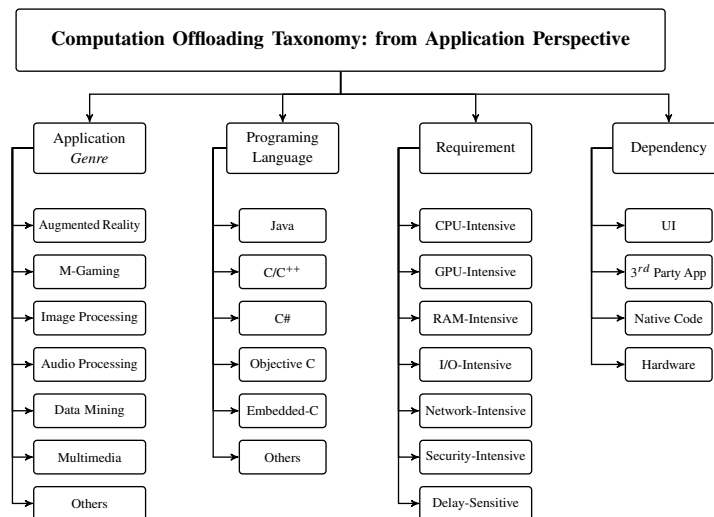 Computation Offloading Taxonomy: from Application Perspective
Application
Genre
Augmented Reality
M-Gaming
Image Processing
Audio Processing
Data Mining
Multimedia
Others
Programing
Language
Java
C/C++
C#
Objective C
Embedded-C
Others
Requirement
CPU-Intensive
GPU-Intensive
RAM-Intensive
I/O-Intensive
Network-Intensive
Security-Intensive
Delay-Sensitive
Dependency
UI
3rd Party App
Native Code
Hardware